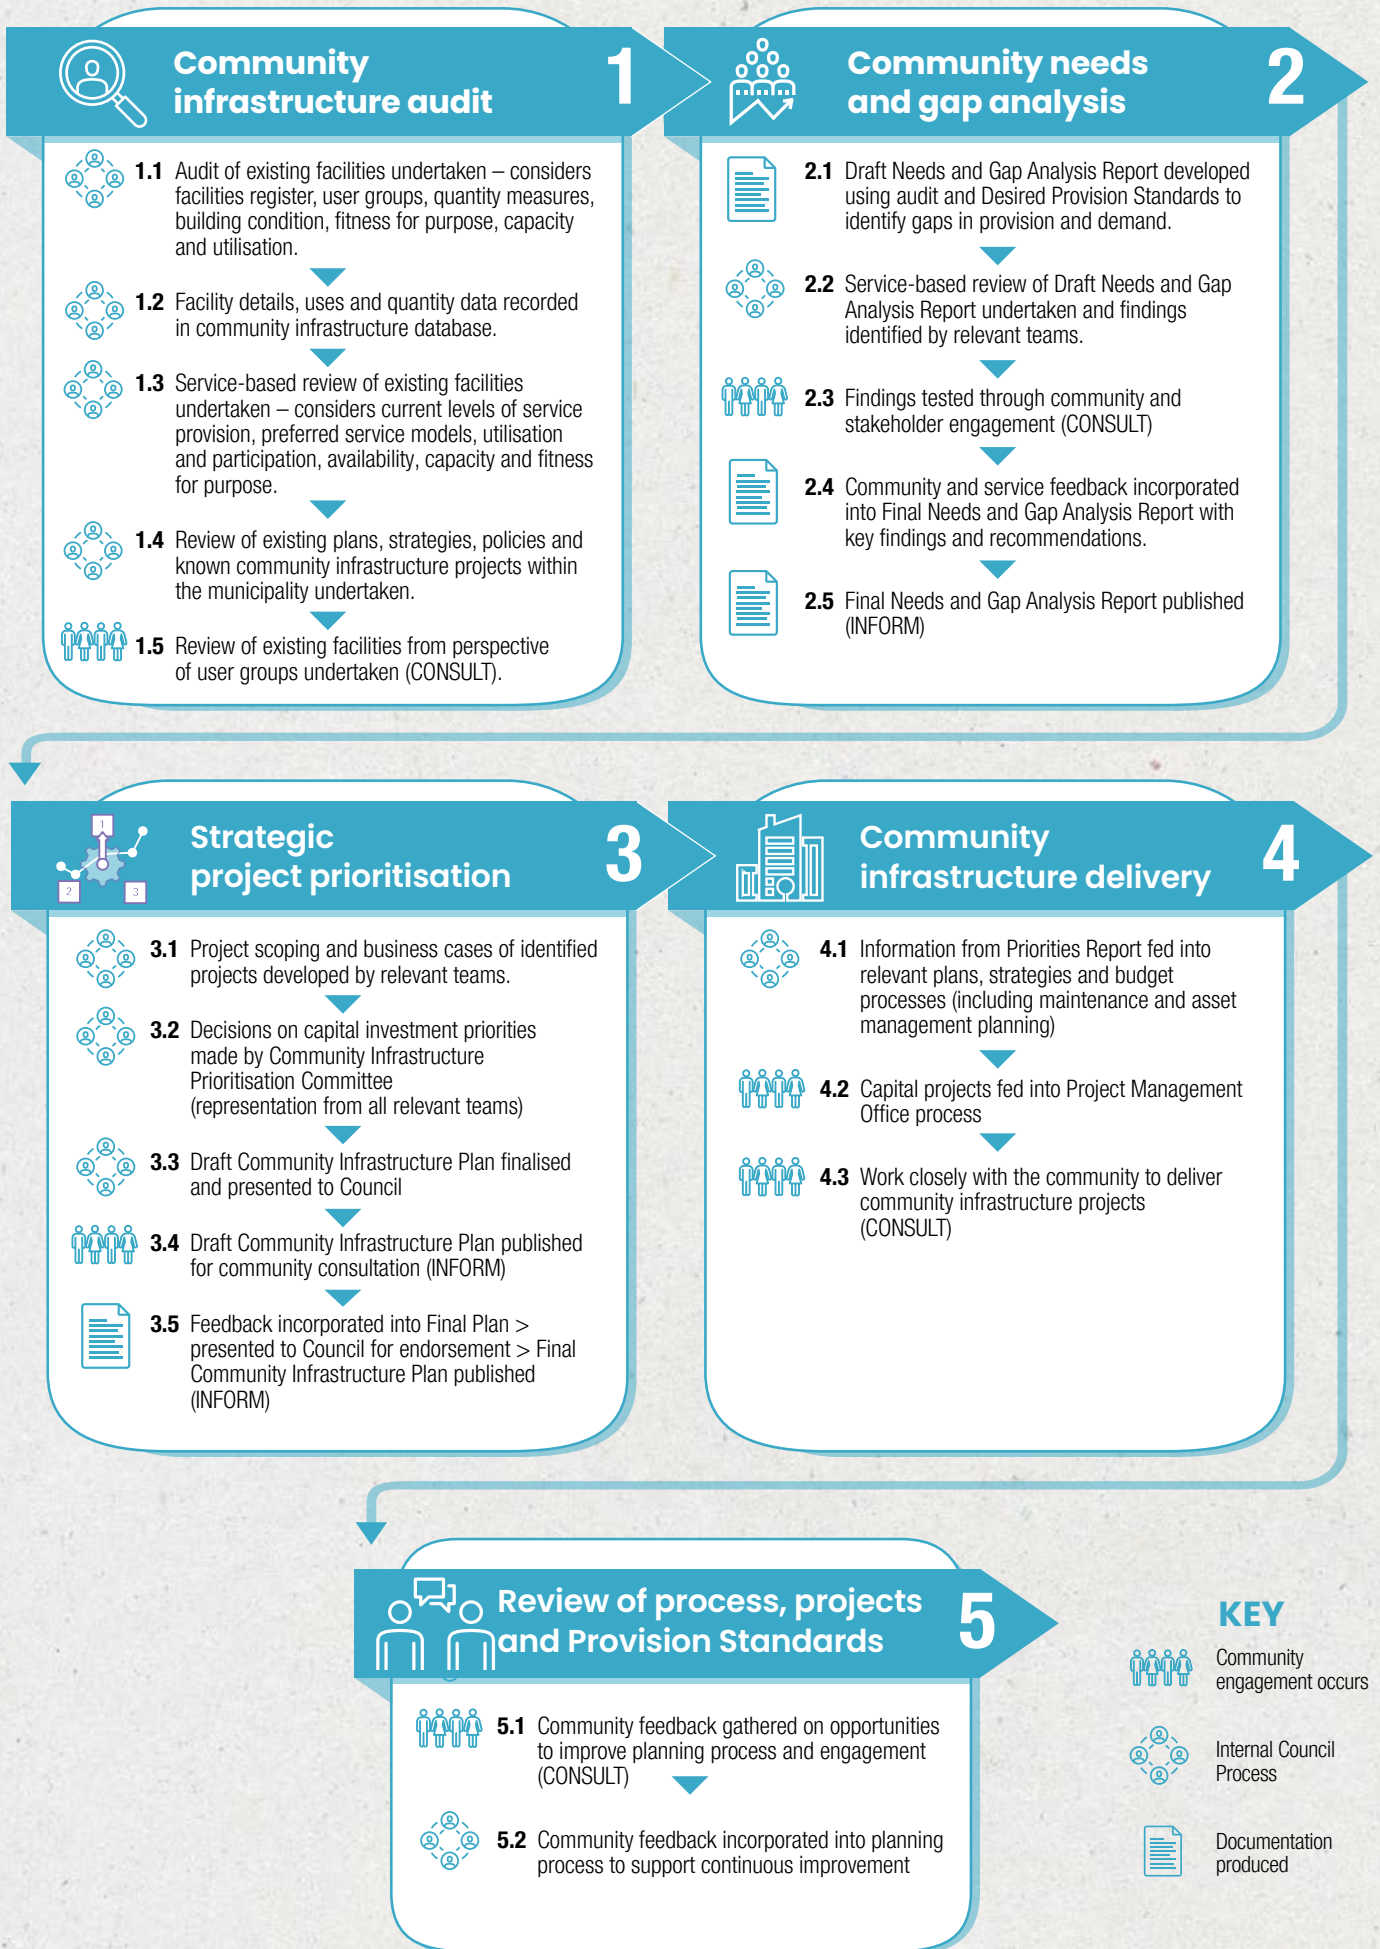 Community
infrastructure audit
1
1.1 Audit of existing facilities undertaken – considers
facilities register, user groups, quantity measures,
building condition, fitness for purpose, capacity
and utilisation.
1.2 Facility details, uses and quantity data recorded
in community infrastructure database.
1.3 Service-based review of existing facilities
undertaken – considers current levels of service
provision, preferred service models, utilisation
and participation, availability, capacity and fitness
for purpose.
1.4 Review of existing plans, strategies, policies and
known community infrastructure projects within
the municipality undertaken.
1.5 Review of existing facilities from perspective
of user groups undertaken (CONSULT).
Community needs
and gap analysis
2
2.1 Draft Needs and Gap Analysis Report developed
using audit and Desired Provision Standards to
identify gaps in provision and demand.
2.2 Service-based review of Draft Needs and Gap
Analysis Report undertaken and findings
identified by relevant teams.
2.3 Findings tested through community and
stakeholder engagement (CONSULT)
2.4 Community and service feedback incorporated
into Final Needs and Gap Analysis Report with
key findings and recommendations.
2.5 Final Needs and Gap Analysis Report published
(INFORM)
1
2
3
Strategic
project prioritisation
3
3.1 Project scoping and business cases of identified
projects developed by relevant teams.
3.2 Decisions on capital investment priorities
made by Community Infrastructure
Prioritisation Committee
(representation from all relevant teams)
3.3 Draft Community Infrastructure Plan finalised
and presented to Council
3.4 Draft Community Infrastructure Plan published
for community consultation (INFORM)
3.5 Feedback incorporated into Final Plan >
presented to Council for endorsement > Final
Community Infrastructure Plan published
(INFORM)
Community
infrastructure delivery
4
4.1 Information from Priorities Report fed into
relevant plans, strategies and budget
processes (including maintenance and asset
management planning)
4.2 Capital projects fed into Project Management
Office process
4.3 Work closely with the community to deliver
community infrastructure projects
(CONSULT)
Review of process, projects
and Provision Standards
5
5.1 Community feedback gathered on opportunities
to improve planning process and engagement
(CONSULT)
5.2 Community feedback incorporated into planning
process to support continuous improvement
KEY
Community
engagement occurs
Internal Council
Process
Documentation
produced